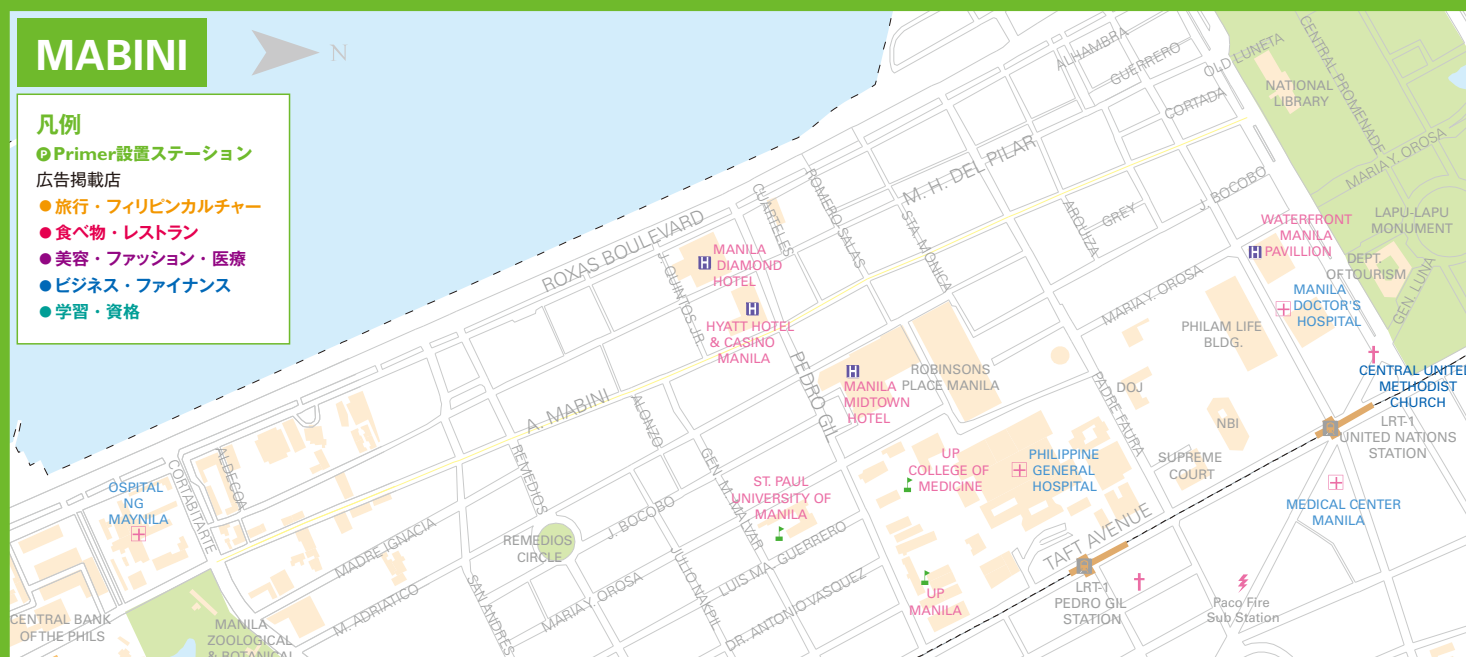 MABINI
N
凡例
P Primer設置ステーション
広告掲載店
●旅行・フィリピンカルチャー
●食べ物・レストラン
●美容・ファッション・医療
●ビジネス・ファイナンス
●学習・資格
ALHAMBRA
GUERRERO
OLD LUNETA
CORTADA
NATIONAL
LIBRARY
CENTRAL PROMENADE
MARIA Y. OROSA
LAPU-LAPU
MONUMENT
GEN. LUNA
DEPT.
OF TOURISM
M. H. DEL PILAR
J. BOCOBO
GREY
ARQUIZA
STA. MONICA
ROMERO SALAS
CUARTELES
ROXAS BOULEVARD
J. QUINTOS JR.
H
MANILA
DIAMOND
HOTEL
H
HYATT HOTEL
& CASINO
MANILA
H
WATERFRONT
MANILA
PAVILLION
MANILA
DOCTOR'S
HOSPITAL
MARIA Y. OROSA
PHILAM LIFE
BLDG.
CENTRAL UNITED
METHODIST
CHURCH
LRT-1
UNITED NATIONS
STATION
PEDRO GIL
H
MANILA
MIDTOWN
HOTEL
ROBINSONS
PLACE MANILA
DOJ
PADRE FAURA
NBI
SUPREME
COURT
A. MABINI
ALONZO
GEN. M. MALVAR
REMEDIOS
ALDECOA
CORTABITARTE
OSPITAL
NG
MAYNILA
UP
COLLEGE OF
MEDICINE
PHILIPPINE
GENERAL
HOSPITAL
ST. PAUL
UNIVERSITY OF
MANILA
MEDICAL CENTER
MANILA
TAFT AVENUE
J. BOCOBO
MADRE IGNACIA
REMEDIOS
CIRCLE
LUIS MA. GUERRERO
JULIO NAKPIL
SAN ANDRES
M. ADRIATICO
MARIA Y. OROSA
DR. ANTONIO VASQUEZ
UP
MANILA
LRT-1
PEDRO GIL
STATION
Paco Fire
Sub Station
CENTRAL BANK
OF THE PHILS
MANILA
ZOOLOGICAL
& BOTANICAL